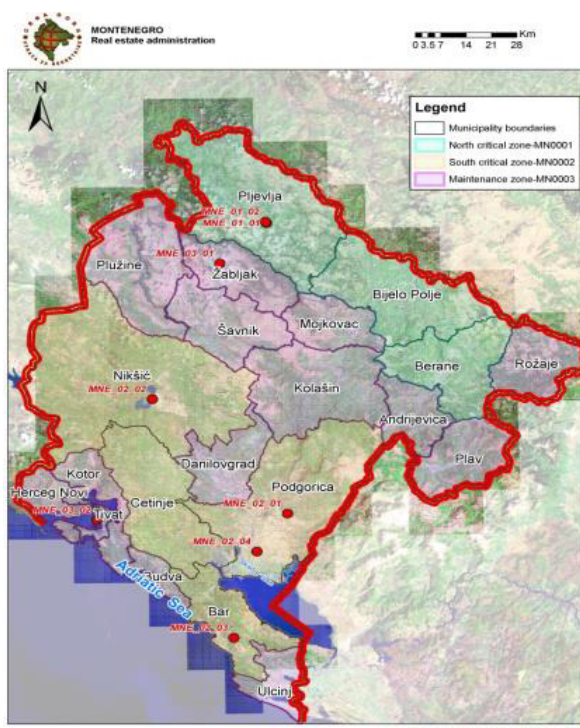 MONTENEGRO
Real estate administration
Km
0 3.5 7 14 21 28
N
Legend
Municipality boundaries
North critical zone-MN0001
South critical zone-MN0002
Maintenance zone-MN0003
Pljevlja
MNE_01_02
MNE_01_01
MNE_03_01
Plužine
Žabljak
Bijelo Polje
Šavnik
Mojkovac
Berane
Rožaje
Nikšić
MNE_02_02
Kolašin
Andrijevica
Plav
Danilovgrad
Kotor
Herceg Novi
MNE_03_02
Tivat
Cetinje
Podgorica
MNE_02_01
MNE_02_04
Budva
Adriatic Sea
Bar
MNE_02_03
Ulcinj